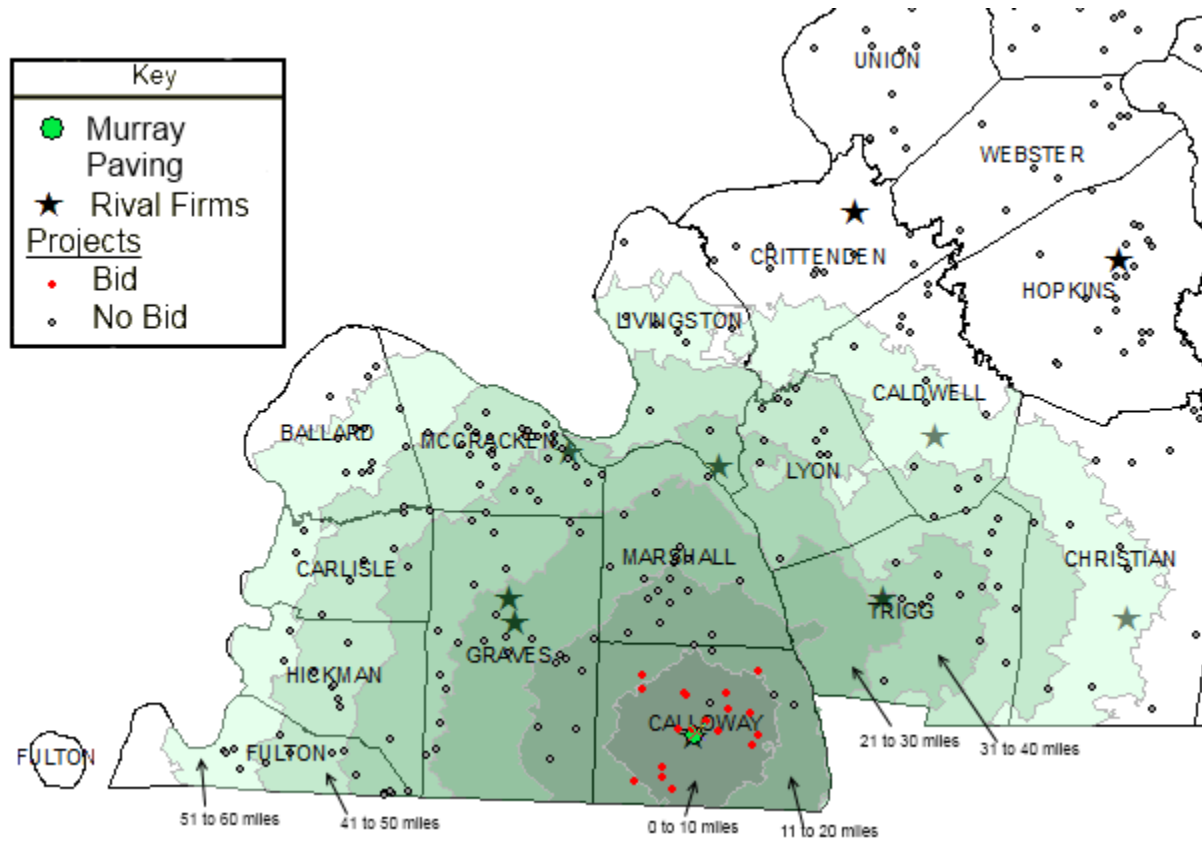 Key
Murray
Paving
Rival Firms
Projects
Bid
No Bid
UNION
WEBSTER
CRITTENDEN
HOPKINS
LIVINGSTON
CALDWELL
BALLARD
MCCRACKEN
LYON
MARSHALL
CHRISTIAN
CARLISLE
TRIGG
GRAVES
HICKMAN
CALLOWAY
FULTON
FULTON
21 to 30 miles
31 to 40 miles
51 to 60 miles
41 to 50 miles
0 to 10 miles
11 to 20 miles